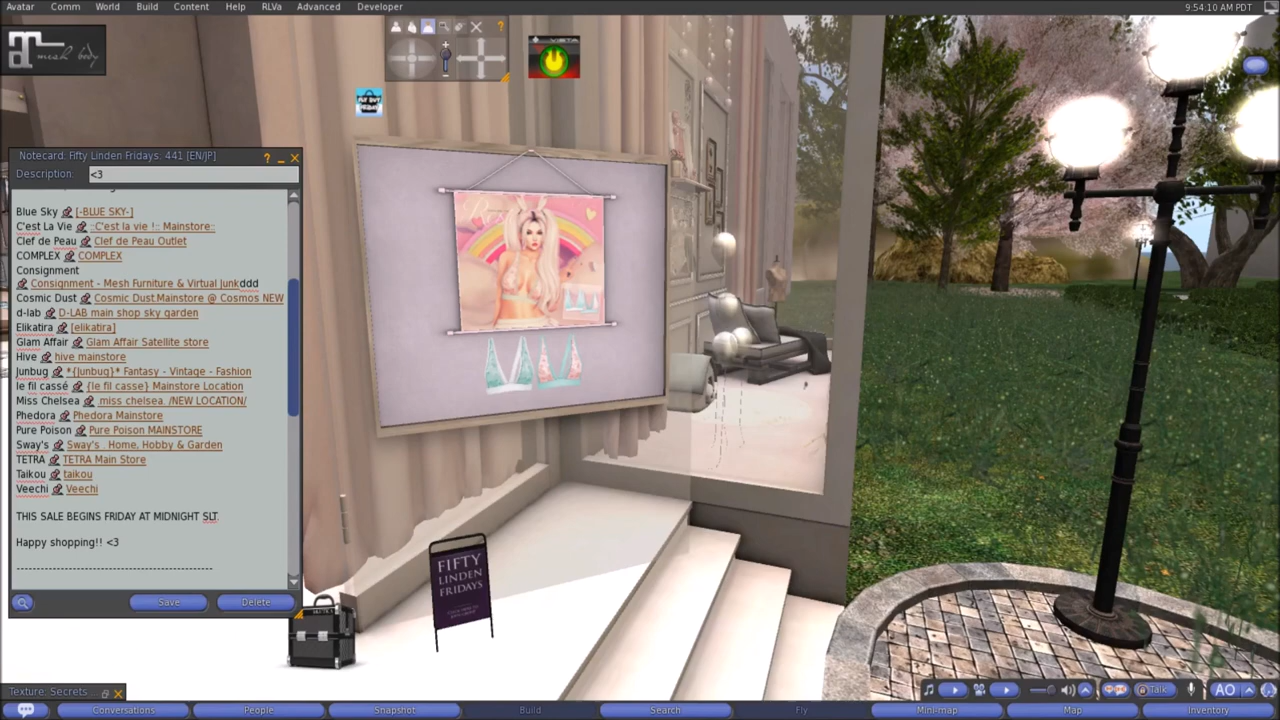 Avatar Comm World Build Content Help RLVa Advanced Developer
9:54:10 AM PDT
mesh body
VISTA
Notecard: Fifty Linden Fridays: 441 [EN/JP]
Description: <3
Blue Sky [-BLUE SKY-]
C'est La Vie ::C'est la vie !:: Mainstore::
Clef de Peau Clef de Peau Outlet
COMPLEX COMPLEX
Consignment
Consignment - Mesh Furniture & Virtual Junkddd
Cosmic Dust Cosmic Dust.Mainstore @ Cosmos NEW
d-lab D-LAB main shop sky garden
Elikatira [elikatira]
Glam Affair Glam Affair Satellite store
Hive hive mainstore
Junbug *{Junbug}* Fantasy - Vintage - Fashion
le fil cassé {le fil casse} Mainstore Location
Miss Chelsea .miss chelsea. /NEW LOCATION/
Phedora Phedora Mainstore
Pure Poison Pure Poison MAINSTORE
Sway's Sway's . Home, Hobby & Garden
TETRA TETRA Main Store
Taikou taikou
Veechi Veechi
THIS SALE BEGINS FRIDAY AT MIDNIGHT SLT.
Happy shopping!! <3
-------------------------------------------------
Save Delete
FIFTY
LINDEN
FRIDAYS
Texture: Secrets ...
Talk
AO
Conversations People Snapshot Build Search Fly Mini-map Map Inventory